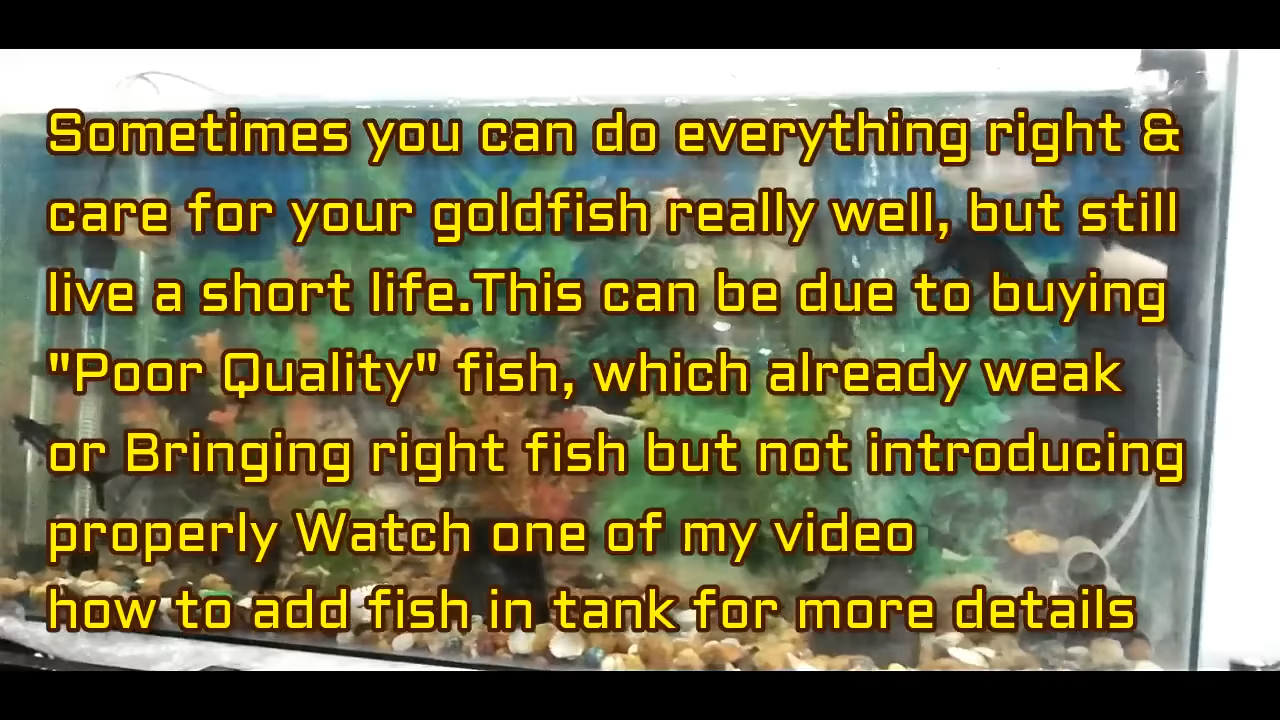 Sometimes you can do everything right &
care for your goldfish really well, but still
live a short life.This can be due to buying
"Poor Quality" fish, which already weak
or Bringing right fish but not introducing
properly Watch one of my video
how to add fish in tank for more details